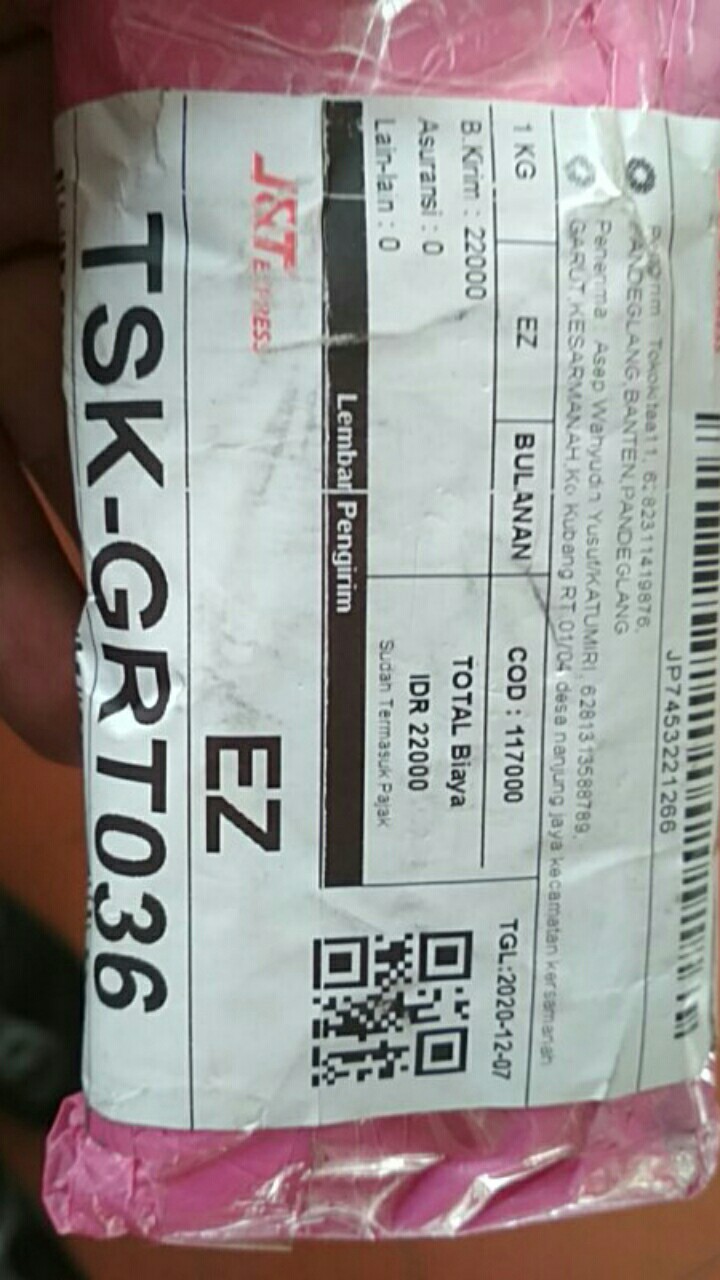 JP7453221266
Pengirim : Tokokitaa11, 6282311419876,
PANDEGLANG,BANTEN,PANDEGLANG
Penerima : Asep Wahyudin Yusuf/KATUMIRI, 6281313588789,
GARUT,KESARMANAH,Kp Kubang RT.01/04 desa nanjung jaya kecamatan kersamanah
1 KG
EZ
BULANAN
COD : 117000
TGL:2020-12-07
B.Kirim : 22000
Asuransi : 0
Lain-lain : 0
TOTAL Biaya
IDR 22000
Sudah Termasuk Pajak
Lembar Pengirim
J&T EXPRESS
EZ
TSK-GRT036